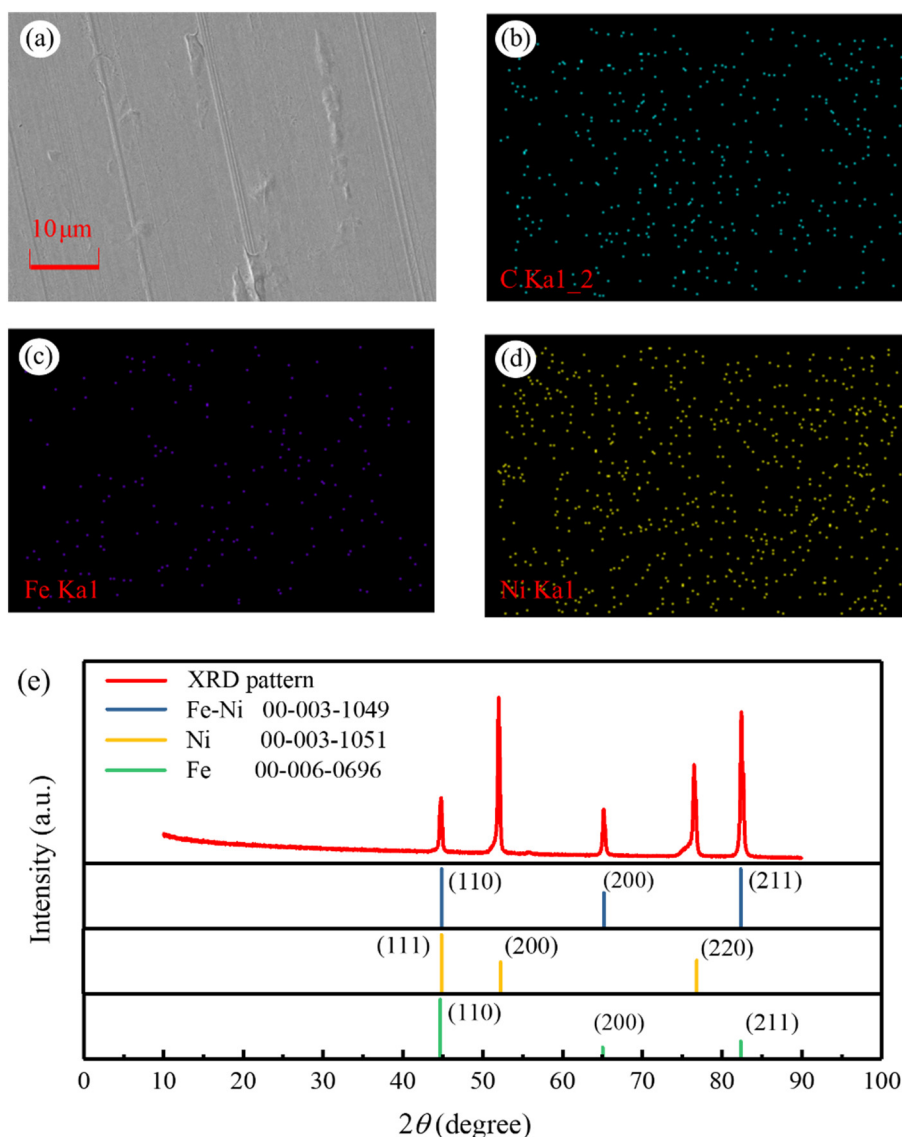 (a)
10 μm
(b)
C Ka1_2
(c)
Fe Ka1
(d)
Ni Ka1
(e)
XRD pattern
Fe-Ni 00-003-1049
Ni 00-003-1051
Fe 00-006-0696
Intensity (a.u.)
(110) (200) (211)
(111) (200) (220)
(110) (200) (211)
0 10 20 30 40 50 60 70 80 90 100
2θ (degree)